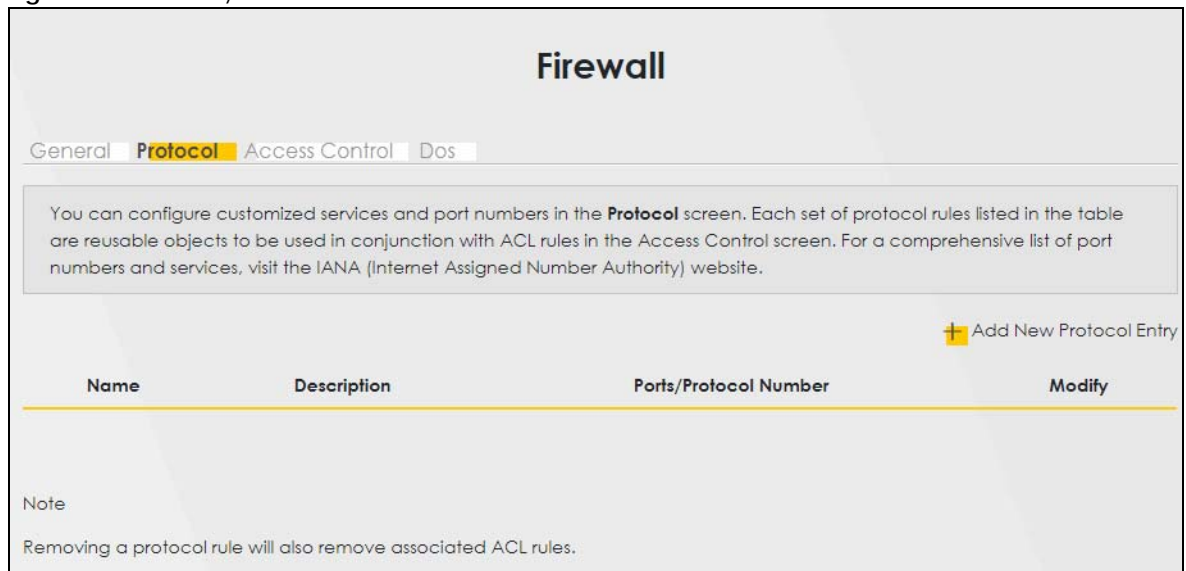 Firewall
General Protocol Access Control Dos
You can configure customized services and port numbers in the Protocol screen. Each set of protocol rules listed in the table
are reusable objects to be used in conjunction with ACL rules in the Access Control screen. For a comprehensive list of port
numbers and services, visit the IANA (Internet Assigned Number Authority) website.
+ Add New Protocol Entry
Name Description Ports/Protocol Number Modify
Note
Removing a protocol rule will also remove associated ACL rules.